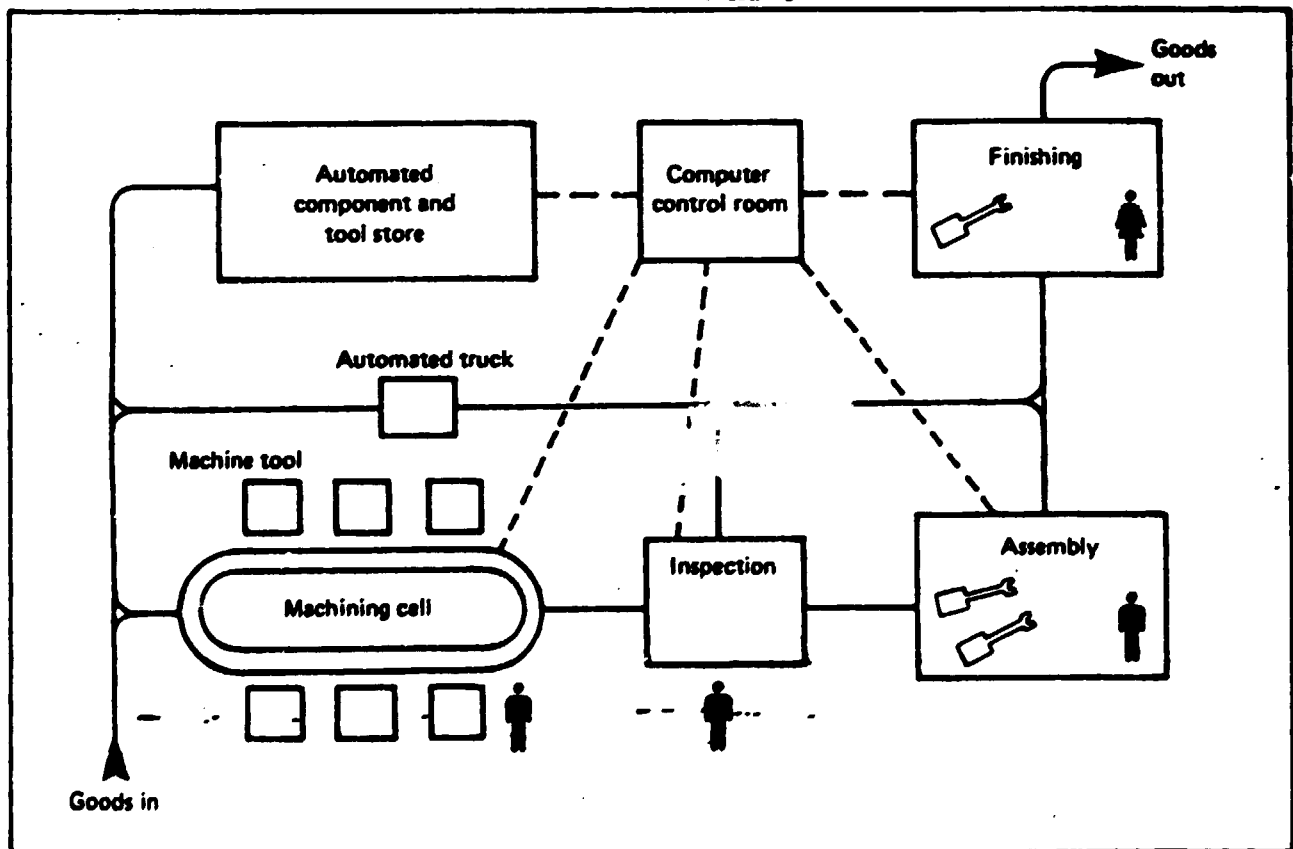 Goods
out
Automated
component and
tool store
Computer
control room
Finishing
Automated truck
Machine tool
Machining cell
Inspection
Assembly
Goods in